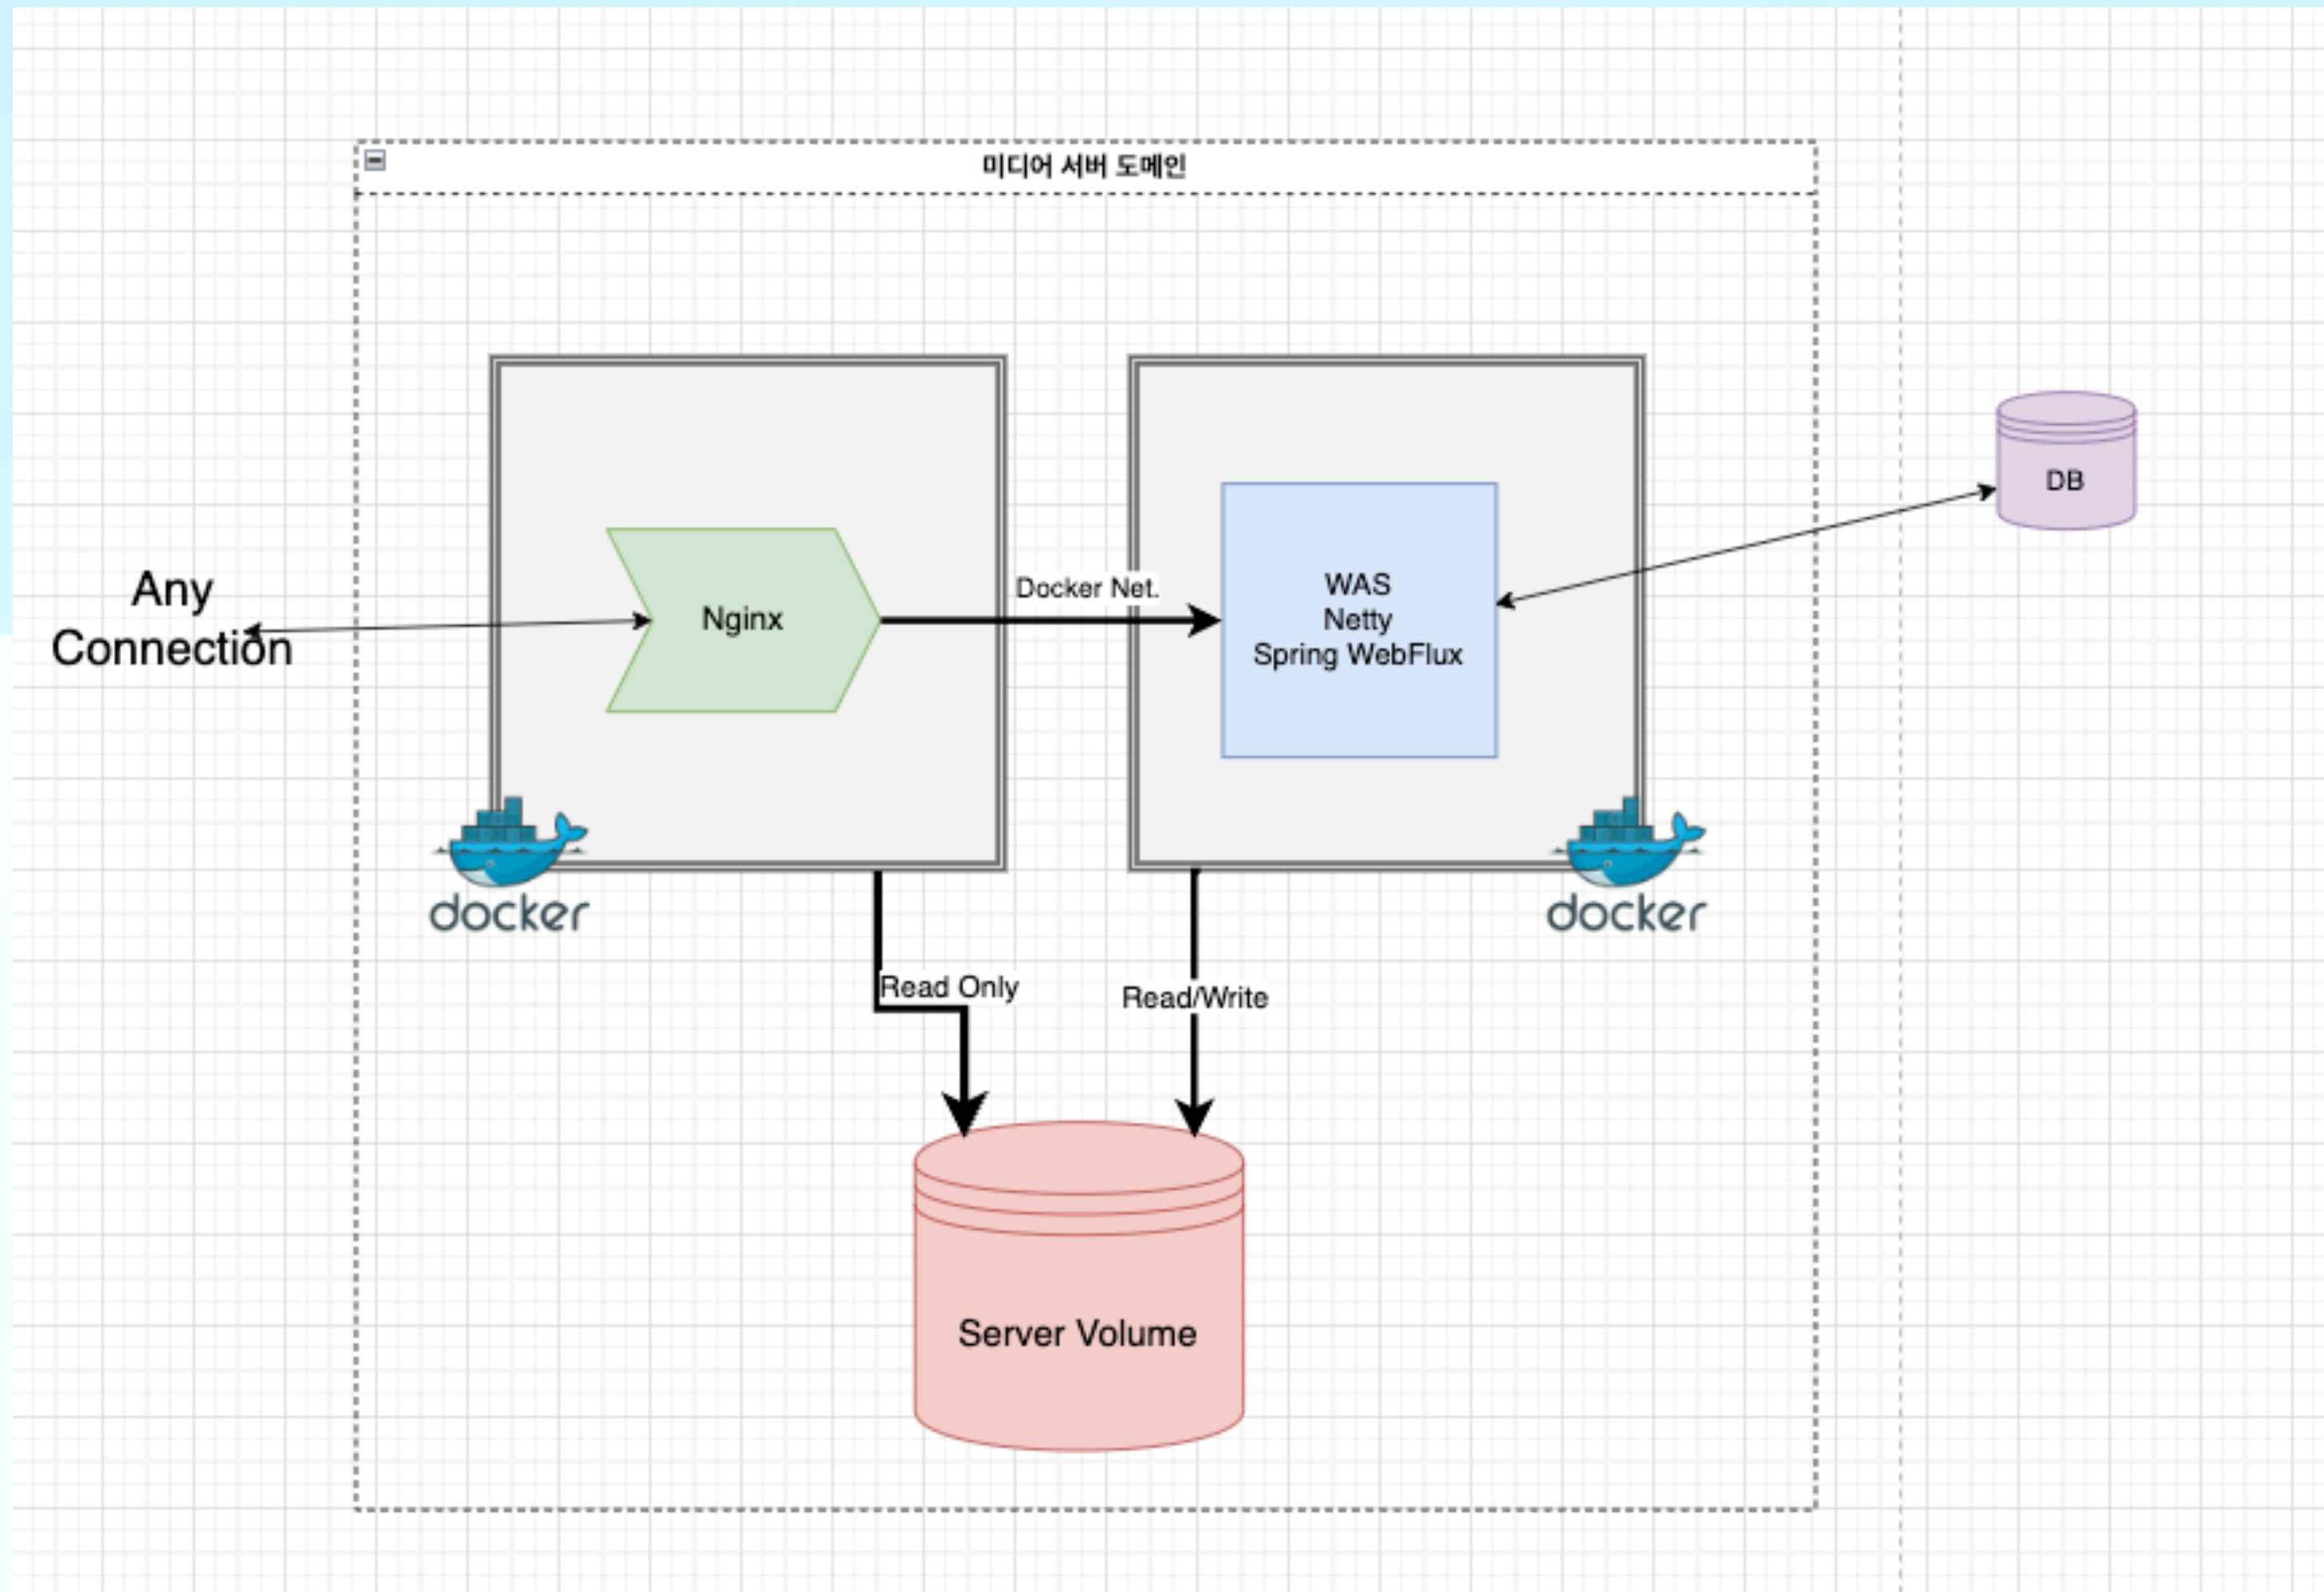 미디어 서버 도메인
Any
Connection
Nginx
Docker Net.
WAS
Netty
Spring WebFlux
DB
docker
docker
Read Only
Read/Write
Server Volume